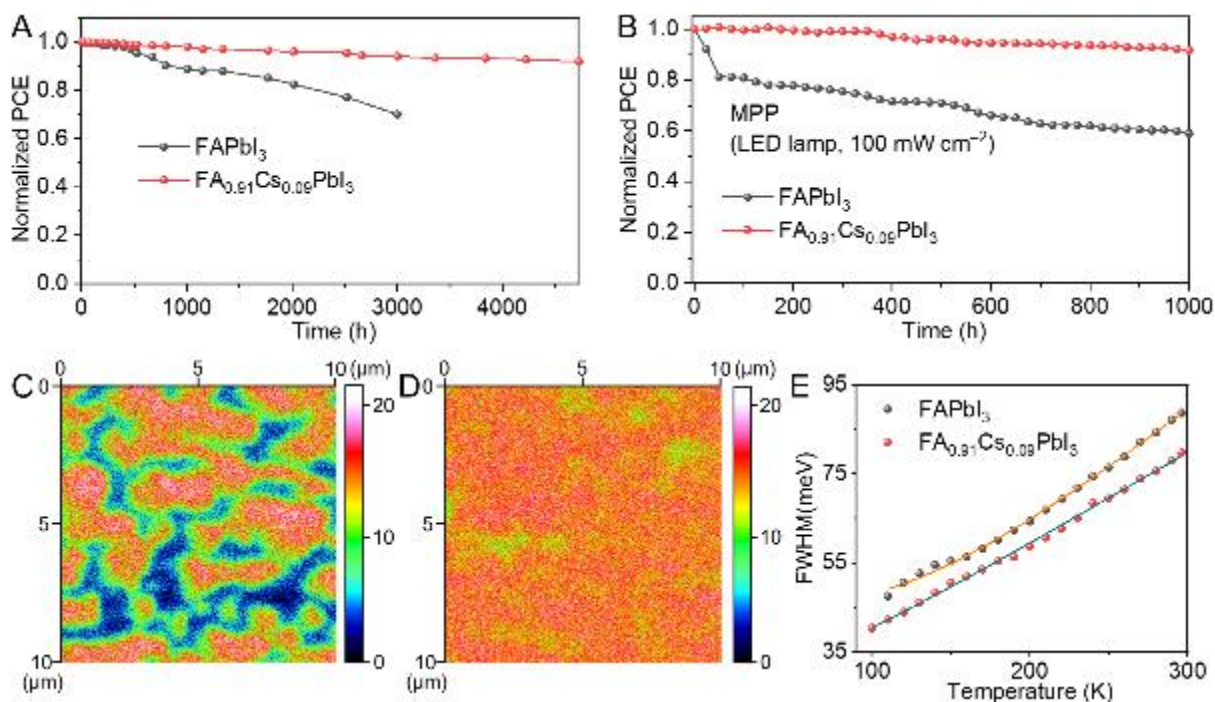 A
Normalized PCE
1.0
0.8
0.6
0.4
0.2
0.0
FAPbI₃
FA₀.₉₁Cs₀.₀₉PbI₃
0 1000 2000 3000 4000
Time (h)
B
Normalized PCE
1.0
0.8
0.6
0.4
0.2
0.0
MPP
(LED lamp, 100 mW cm⁻²)
FAPbI₃
FA₀.₉₁Cs₀.₀₉PbI₃
0 200 400 600 800 1000
Time (h)
C
0 5 10 (μm)
0
5
10
(μm)
20
10
0
D
0 5 10 (μm)
0
5
10
(μm)
20
10
0
E
FWHM(meV)
95
75
55
35
FAPbI₃
FA₀.₉₁Cs₀.₀₉PbI₃
100 200 300
Temperature (K)